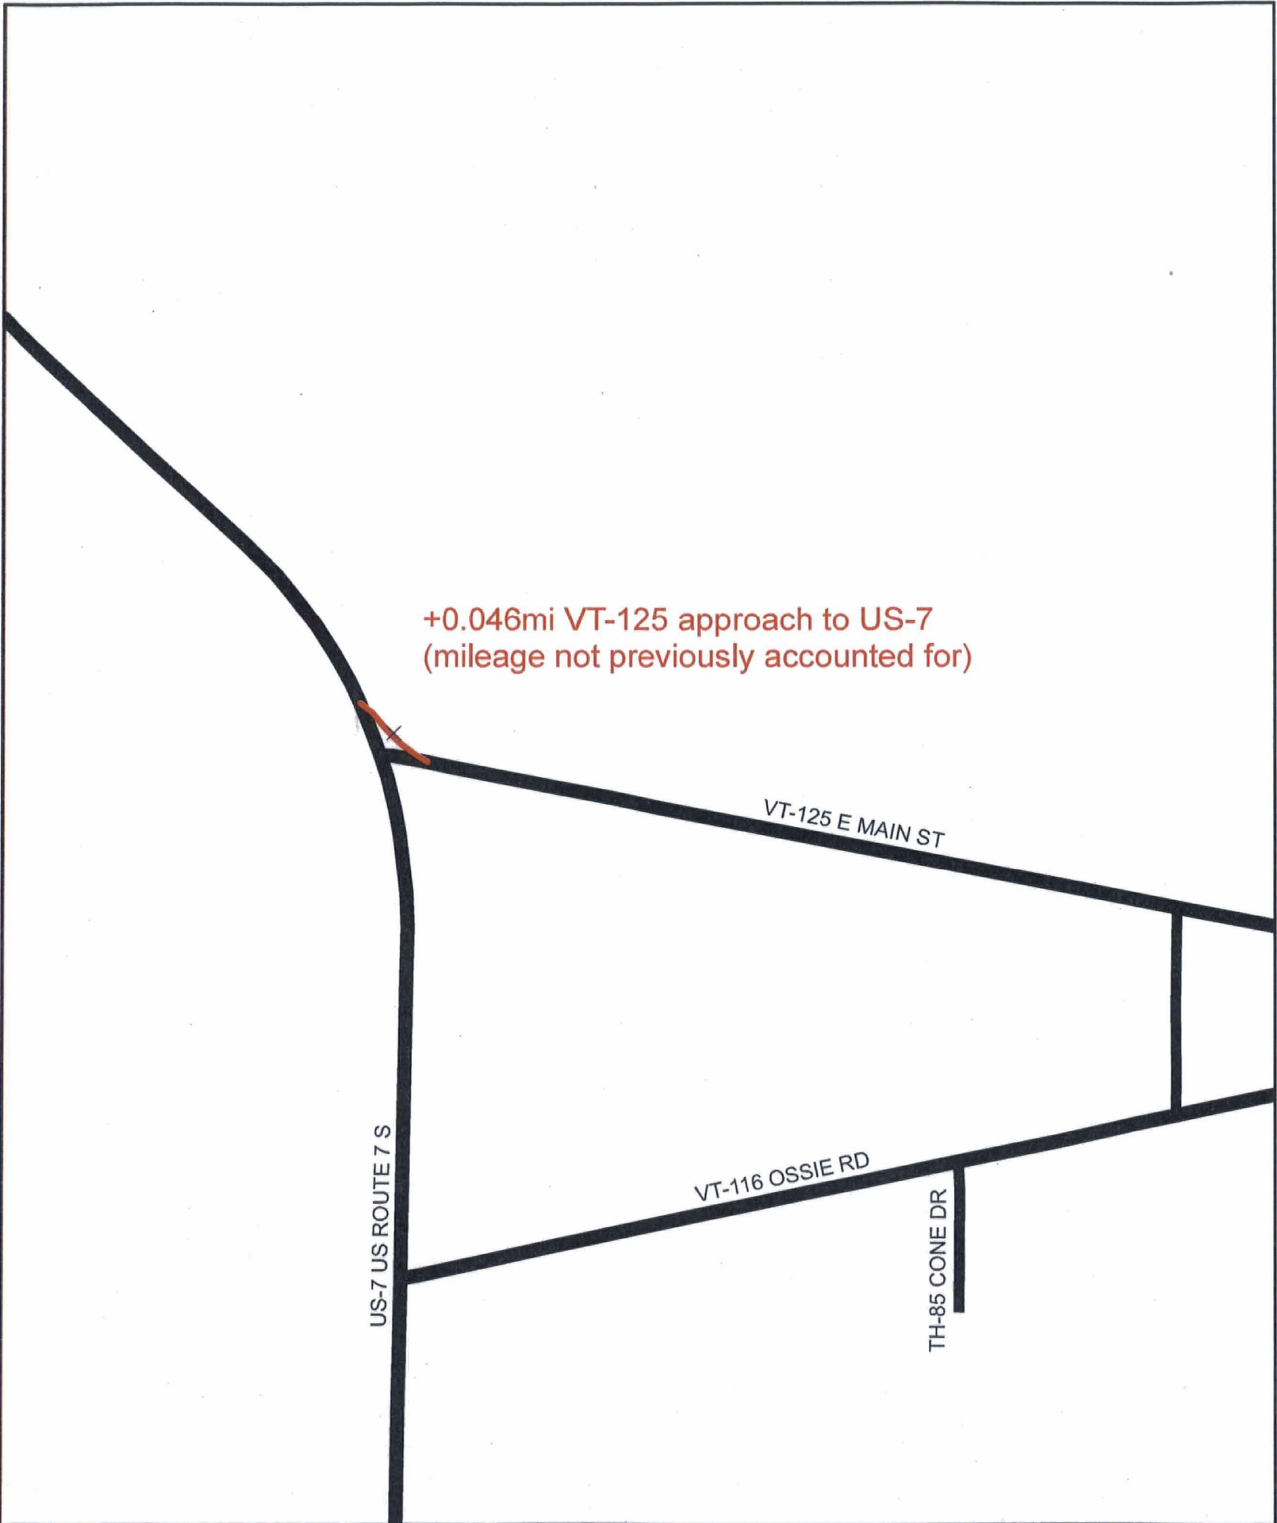 +0.046mi VT-125 approach to US-7
(mileage not previously accounted for)
VT-125 E MAIN ST
US-7 US ROUTE 7 S
VT-116 OSSIE RD
TH-85 CONE DR